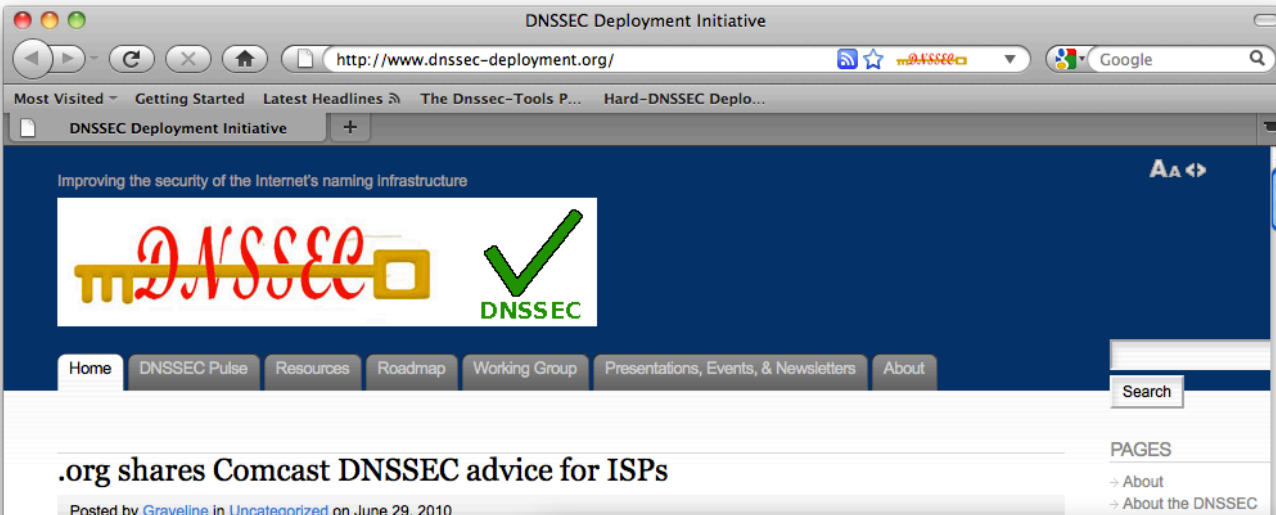 DNSSEC Deployment Initiative
http://www.dnssec-deployment.org/
DNSSEC
Google
Most Visited
Getting Started
Latest Headlines
The Dnssec-Tools P...
Hard-DNSSEC Deplo...
DNSSEC Deployment Initiative
+
AA<>
Improving the security of the Internet's naming infrastructure
DNSSEC
DNSSEC
Home
DNSSEC Pulse
Resources
Roadmap
Working Group
Presentations, Events, & Newsletters
About
Search
.org shares Comcast DNSSEC advice for ISPs
Posted by Graveline in Uncategorized on June 29, 2010
PAGES
→ About
→ About the DNSSEC